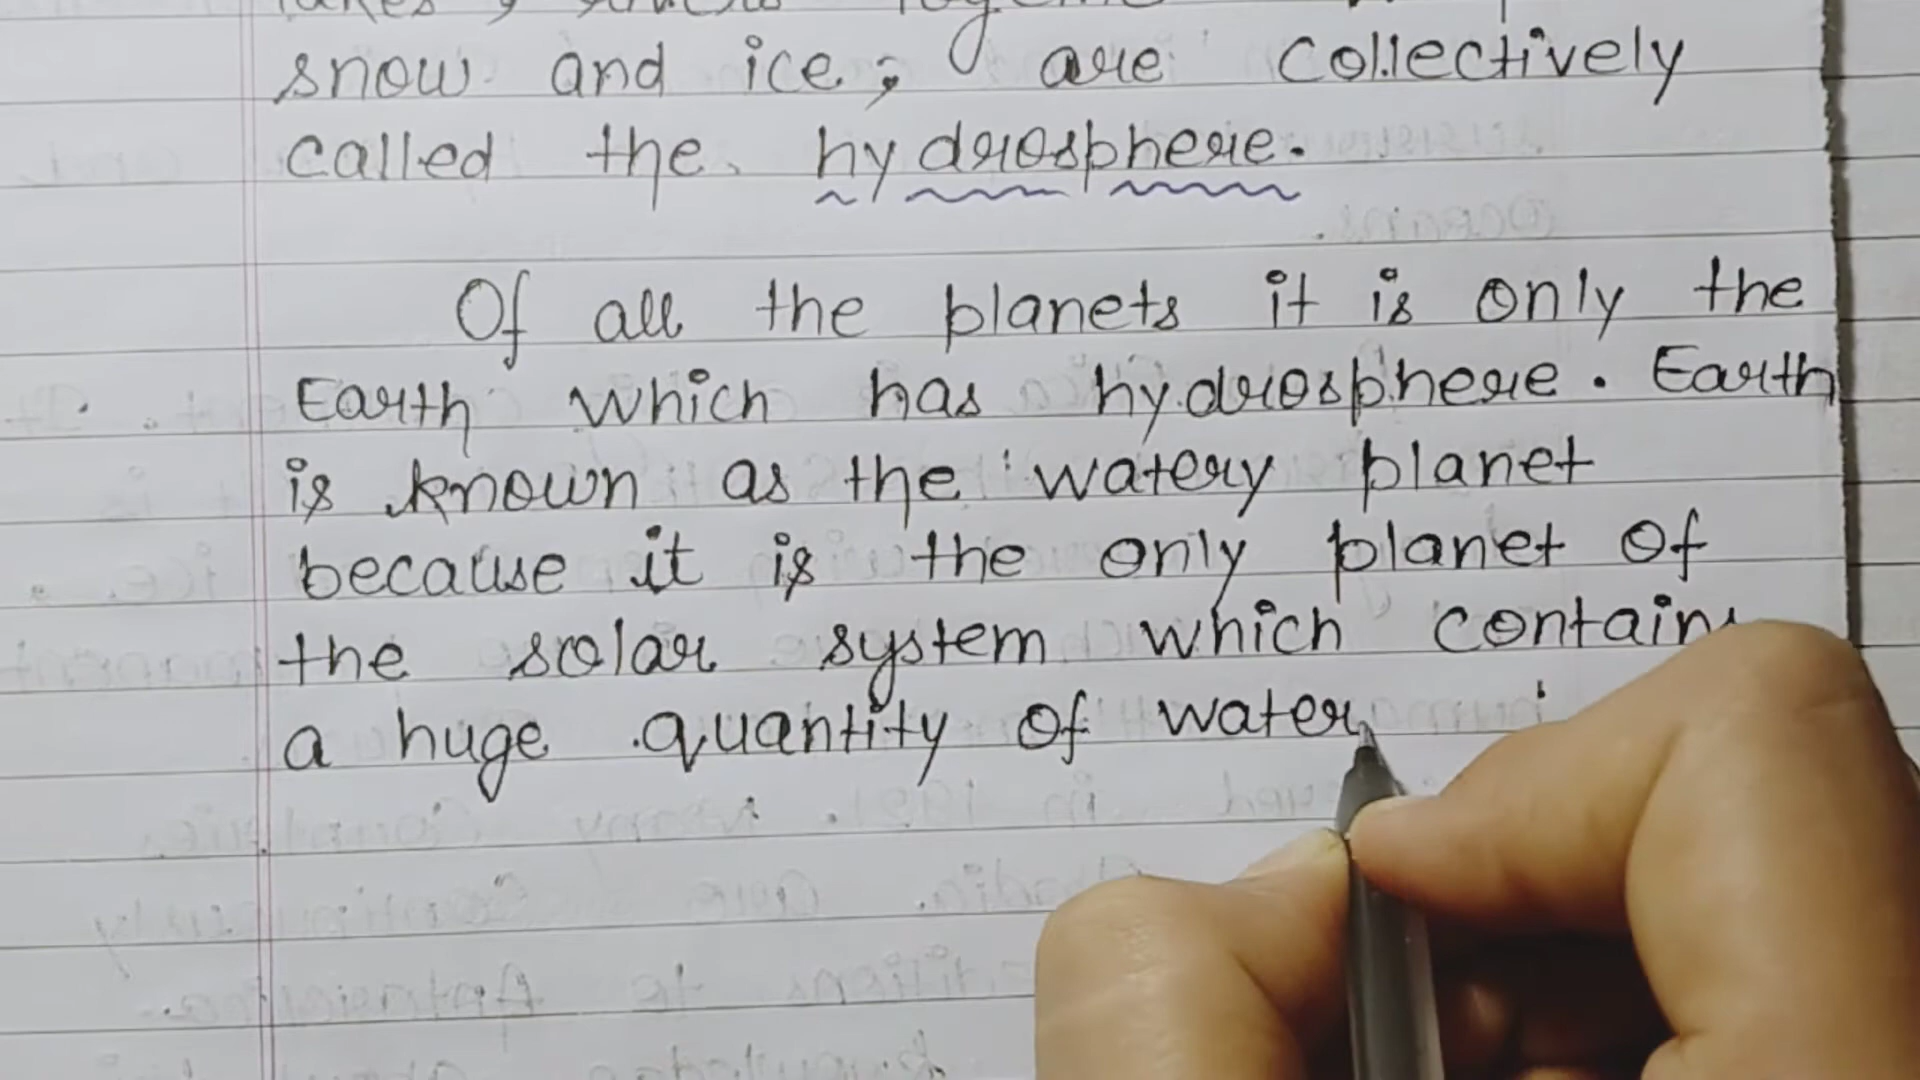 snow and ice, are collectively
called the hydrosphere.
Of all the planets it is only the
Earth which has hydrosphere. Earth
is known as the watery planet
because it is the only planet of
the solar system which contains
a huge quantity of water